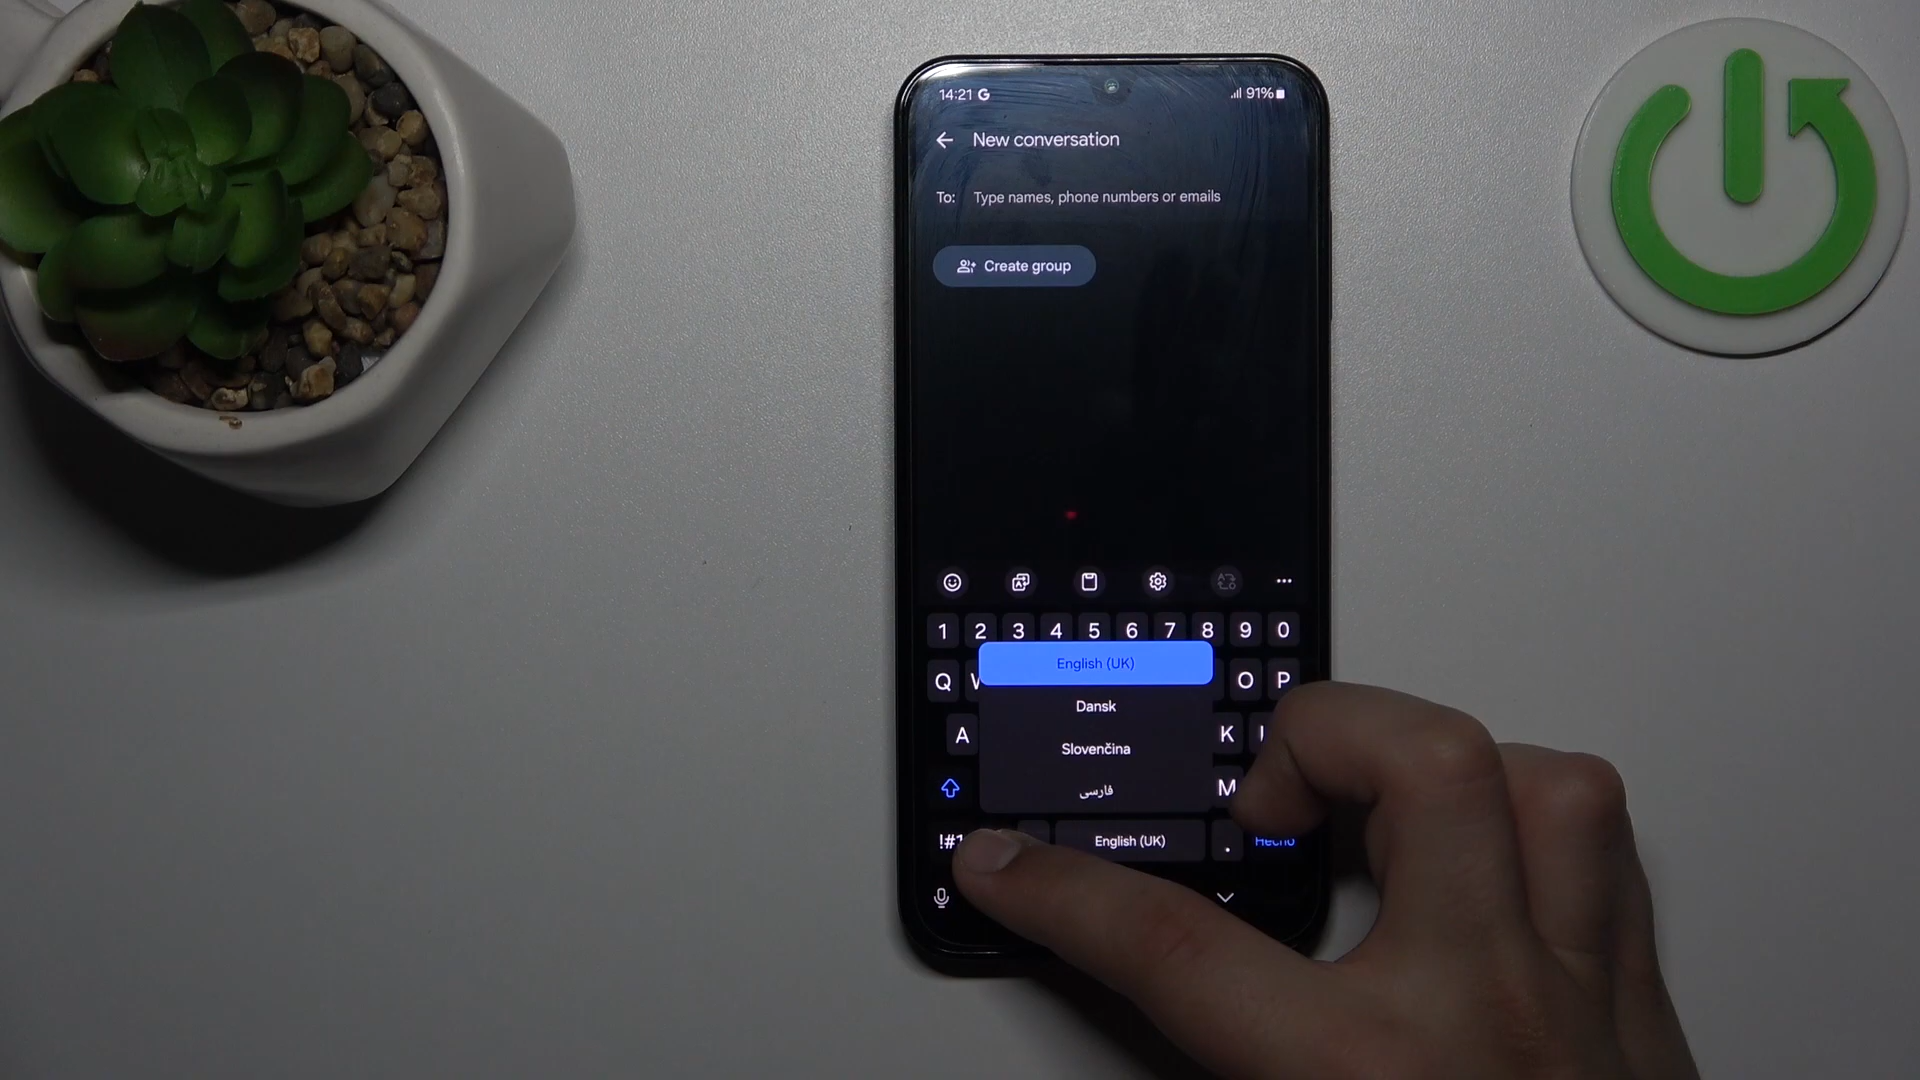 14:21 G 91%
New conversation
To: Type names, phone numbers or emails
Create group
1 2 3 4 5 6 7 8 9 0
English (UK)
Q O P
Dansk
A K
Slovenčina
M
فارسی
!#1 English (UK) . Hecho